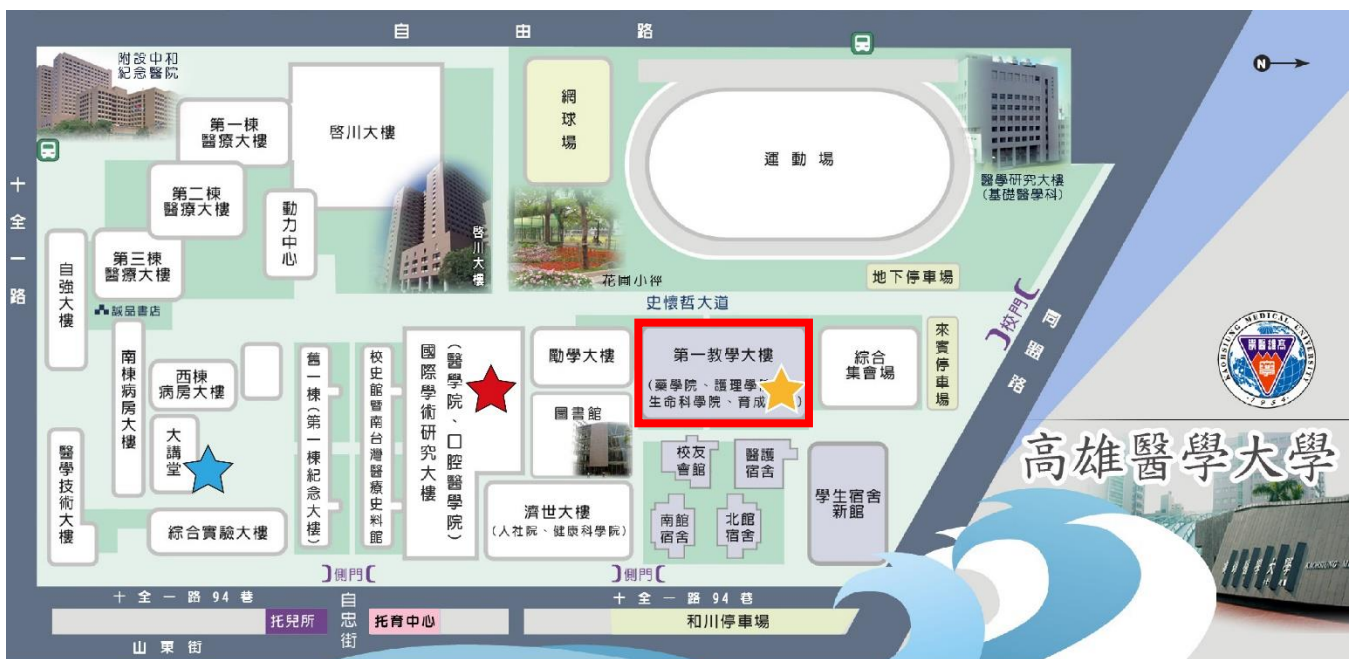 自由路
附設中和
紀念醫院
第一棟
醫療大樓
啓川大樓
網球場
運動場
醫學研究大樓
(基礎醫學科)
N
十全一路
第二棟
醫療大樓
動力中心
啓川大樓
第三棟
醫療大樓
自強大樓
花圃小徑
地下停車場
誠品書店
史懷哲大道
校門
同盟路
南棟病房大樓
西棟
病房大樓
舊一棟(第一棟紀念大樓)
校史館暨南台灣醫療史料館
國際學術研究大樓
(醫學院、口腔醫學院)
勵學大樓
第一教學大樓
(藥學院、護理學
生命科學院、育成
綜合
集會場
來賓停車場
KAOHSIUNG MEDICAL UNIVERSITY
1954
圖書館
大講堂
醫學技術大樓
校友
會館
醫護
宿舍
高雄醫學大學
學生宿舍
新館
濟世大樓
(人社院、健康科學院)
南館
宿舍
北館
宿舍
綜合實驗大樓
側門
側門
十全一路94巷
自忠街
十全一路94巷
托兒所
托育中心
和川停車場
山東街